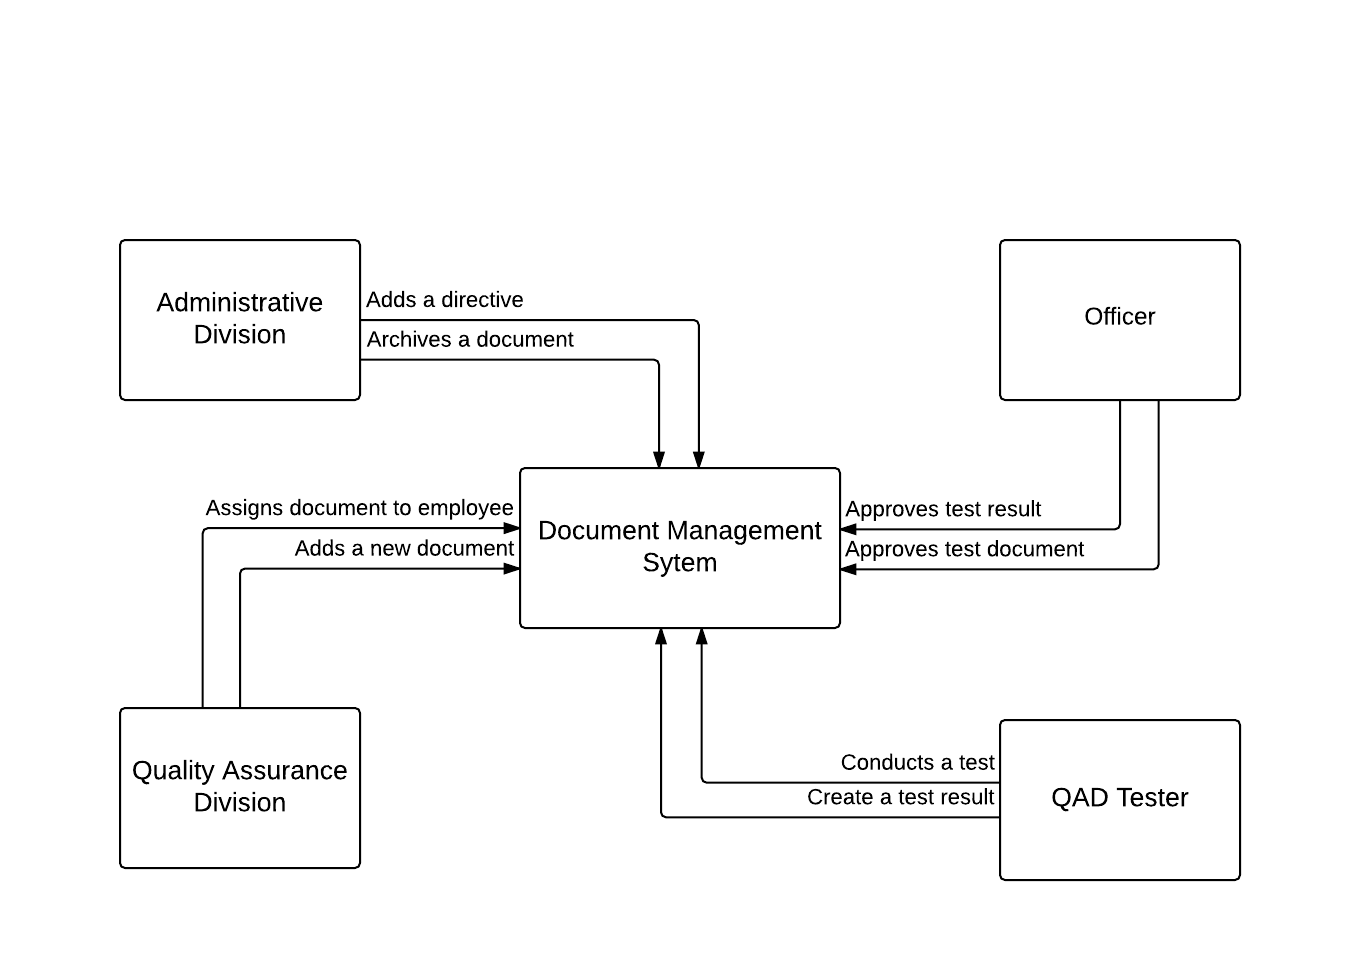 Administrative
Division
Adds a directive
Archives a document
Officer
Assigns document to employee
Adds a new document
Document Management
Sytem
Approves test result
Approves test document
Quality Assurance
Division
Conducts a test
Create a test result
QAD Tester